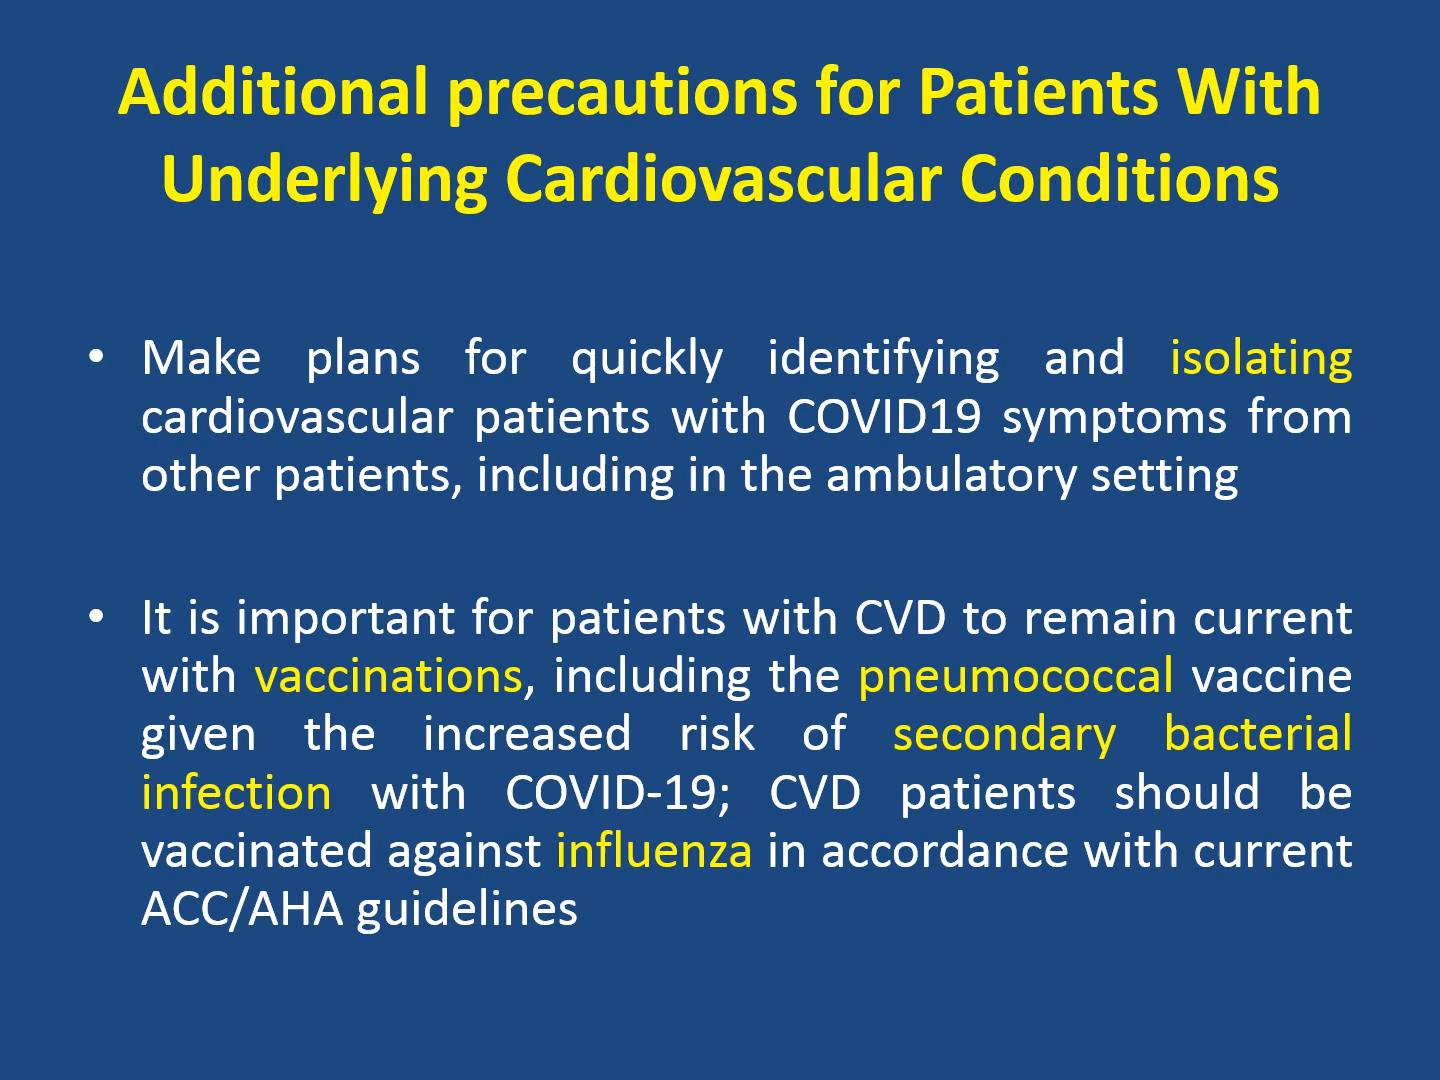 Additional precautions for Patients With
Underlying Cardiovascular Conditions
• Make plans for quickly identifying and isolating
cardiovascular patients with COVID19 symptoms from
other patients, including in the ambulatory setting
• It is important for patients with CVD to remain current
with vaccinations, including the pneumococcal vaccine
given the increased risk of secondary bacterial
infection with COVID-19; CVD patients should be
vaccinated against influenza in accordance with current
ACC/AHA guidelines